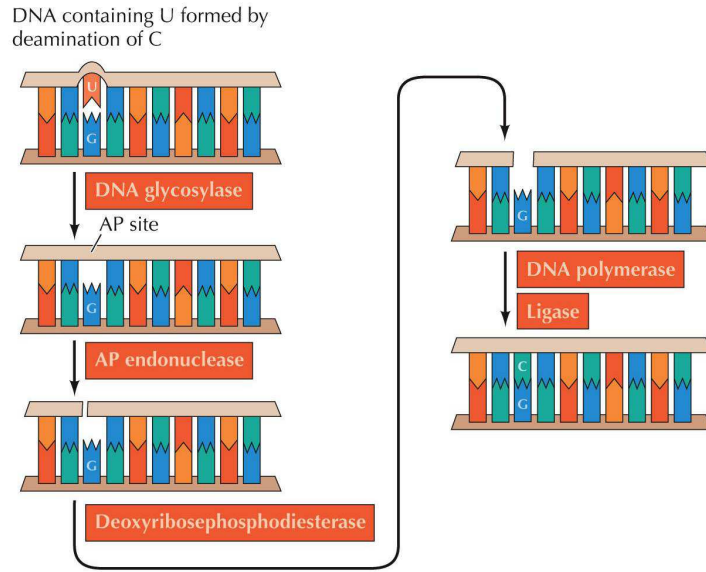 DNA containing U formed by
deamination of C
U
G
DNA glycosylase
AP site
G
AP endonuclease
G
Deoxyribosephosphodiesterase
G
DNA polymerase
Ligase
C
G